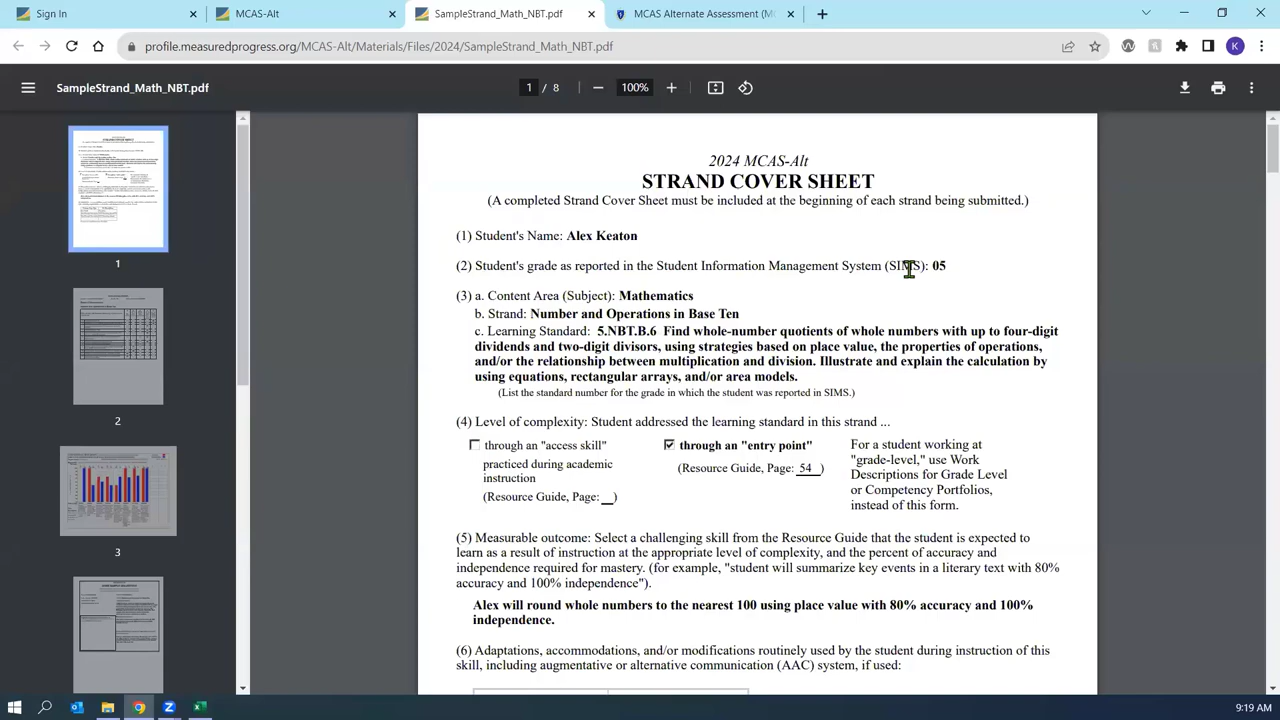 Sign In
MCAS-Alt
SampleStrand_Math_NBT.pdf
MCAS Alternate Assessment (MC
profile.measuredprogress.org/MCAS-Alt/Materials/Files/2024/SampleStrand_Math_NBT.pdf
K
SampleStrand_Math_NBT.pdf
1 / 8
100%
1
2
3
2024 MCAS-Alt
STRAND COVER SHEET
(A completed Strand Cover Sheet must be included at the beginning of each strand being submitted.)
(1) Student's Name: Alex Keaton
(2) Student's grade as reported in the Student Information Management System (SIMS): 05
(3) a. Content Area (Subject): Mathematics
b. Strand: Number and Operations in Base Ten
c. Learning Standard: 5.NBT.B.6 Find whole-number quotients of whole numbers with up to four-digit
dividends and two-digit divisors, using strategies based on place value, the properties of operations,
and/or the relationship between multiplication and division. Illustrate and explain the calculation by
using equations, rectangular arrays, and/or area models.
(List the standard number for the grade in which the student was reported in SIMS.)
(4) Level of complexity: Student addressed the learning standard in this strand ...
through an "access skill"
practiced during academic
instruction
(Resource Guide, Page: __)
through an "entry point"
(Resource Guide, Page: 54 )
For a student working at
"grade-level," use Work
Descriptions for Grade Level
or Competency Portfolios,
instead of this form.
(5) Measurable outcome: Select a challenging skill from the Resource Guide that the student is expected to
learn as a result of instruction at the appropriate level of complexity, and the percent of accuracy and
independence required for mastery. (for example, "student will summarize key events in a literary text with 80%
accuracy and 100% independence").
Alex will round whole numbers to the nearest 100 using place value with 80% accuracy and 100%
independence.
(6) Adaptations, accommodations, and/or modifications routinely used by the student during instruction of this
skill, including augmentative or alternative communication (AAC) system, if used:
9:19 AM